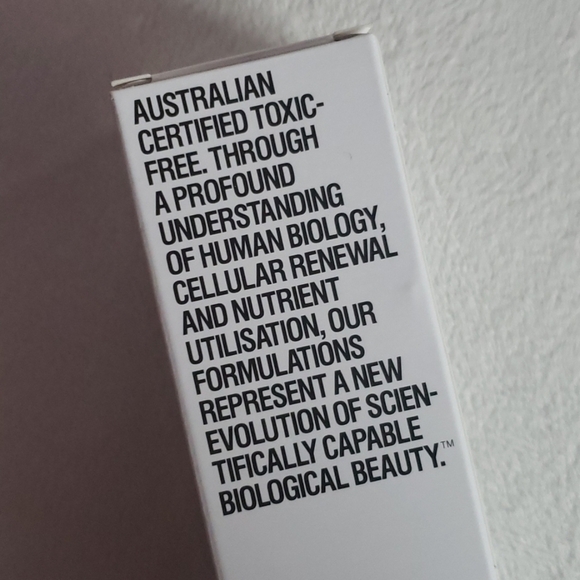 AUSTRALIAN
CERTIFIED TOXIC-
FREE. THROUGH
A PROFOUND
UNDERSTANDING
OF HUMAN BIOLOGY,
CELLULAR RENEWAL
AND NUTRIENT
UTILISATION, OUR
FORMULATIONS
REPRESENT A NEW
EVOLUTION OF SCIEN-
TIFICALLY CAPABLE
BIOLOGICAL BEAUTY.™